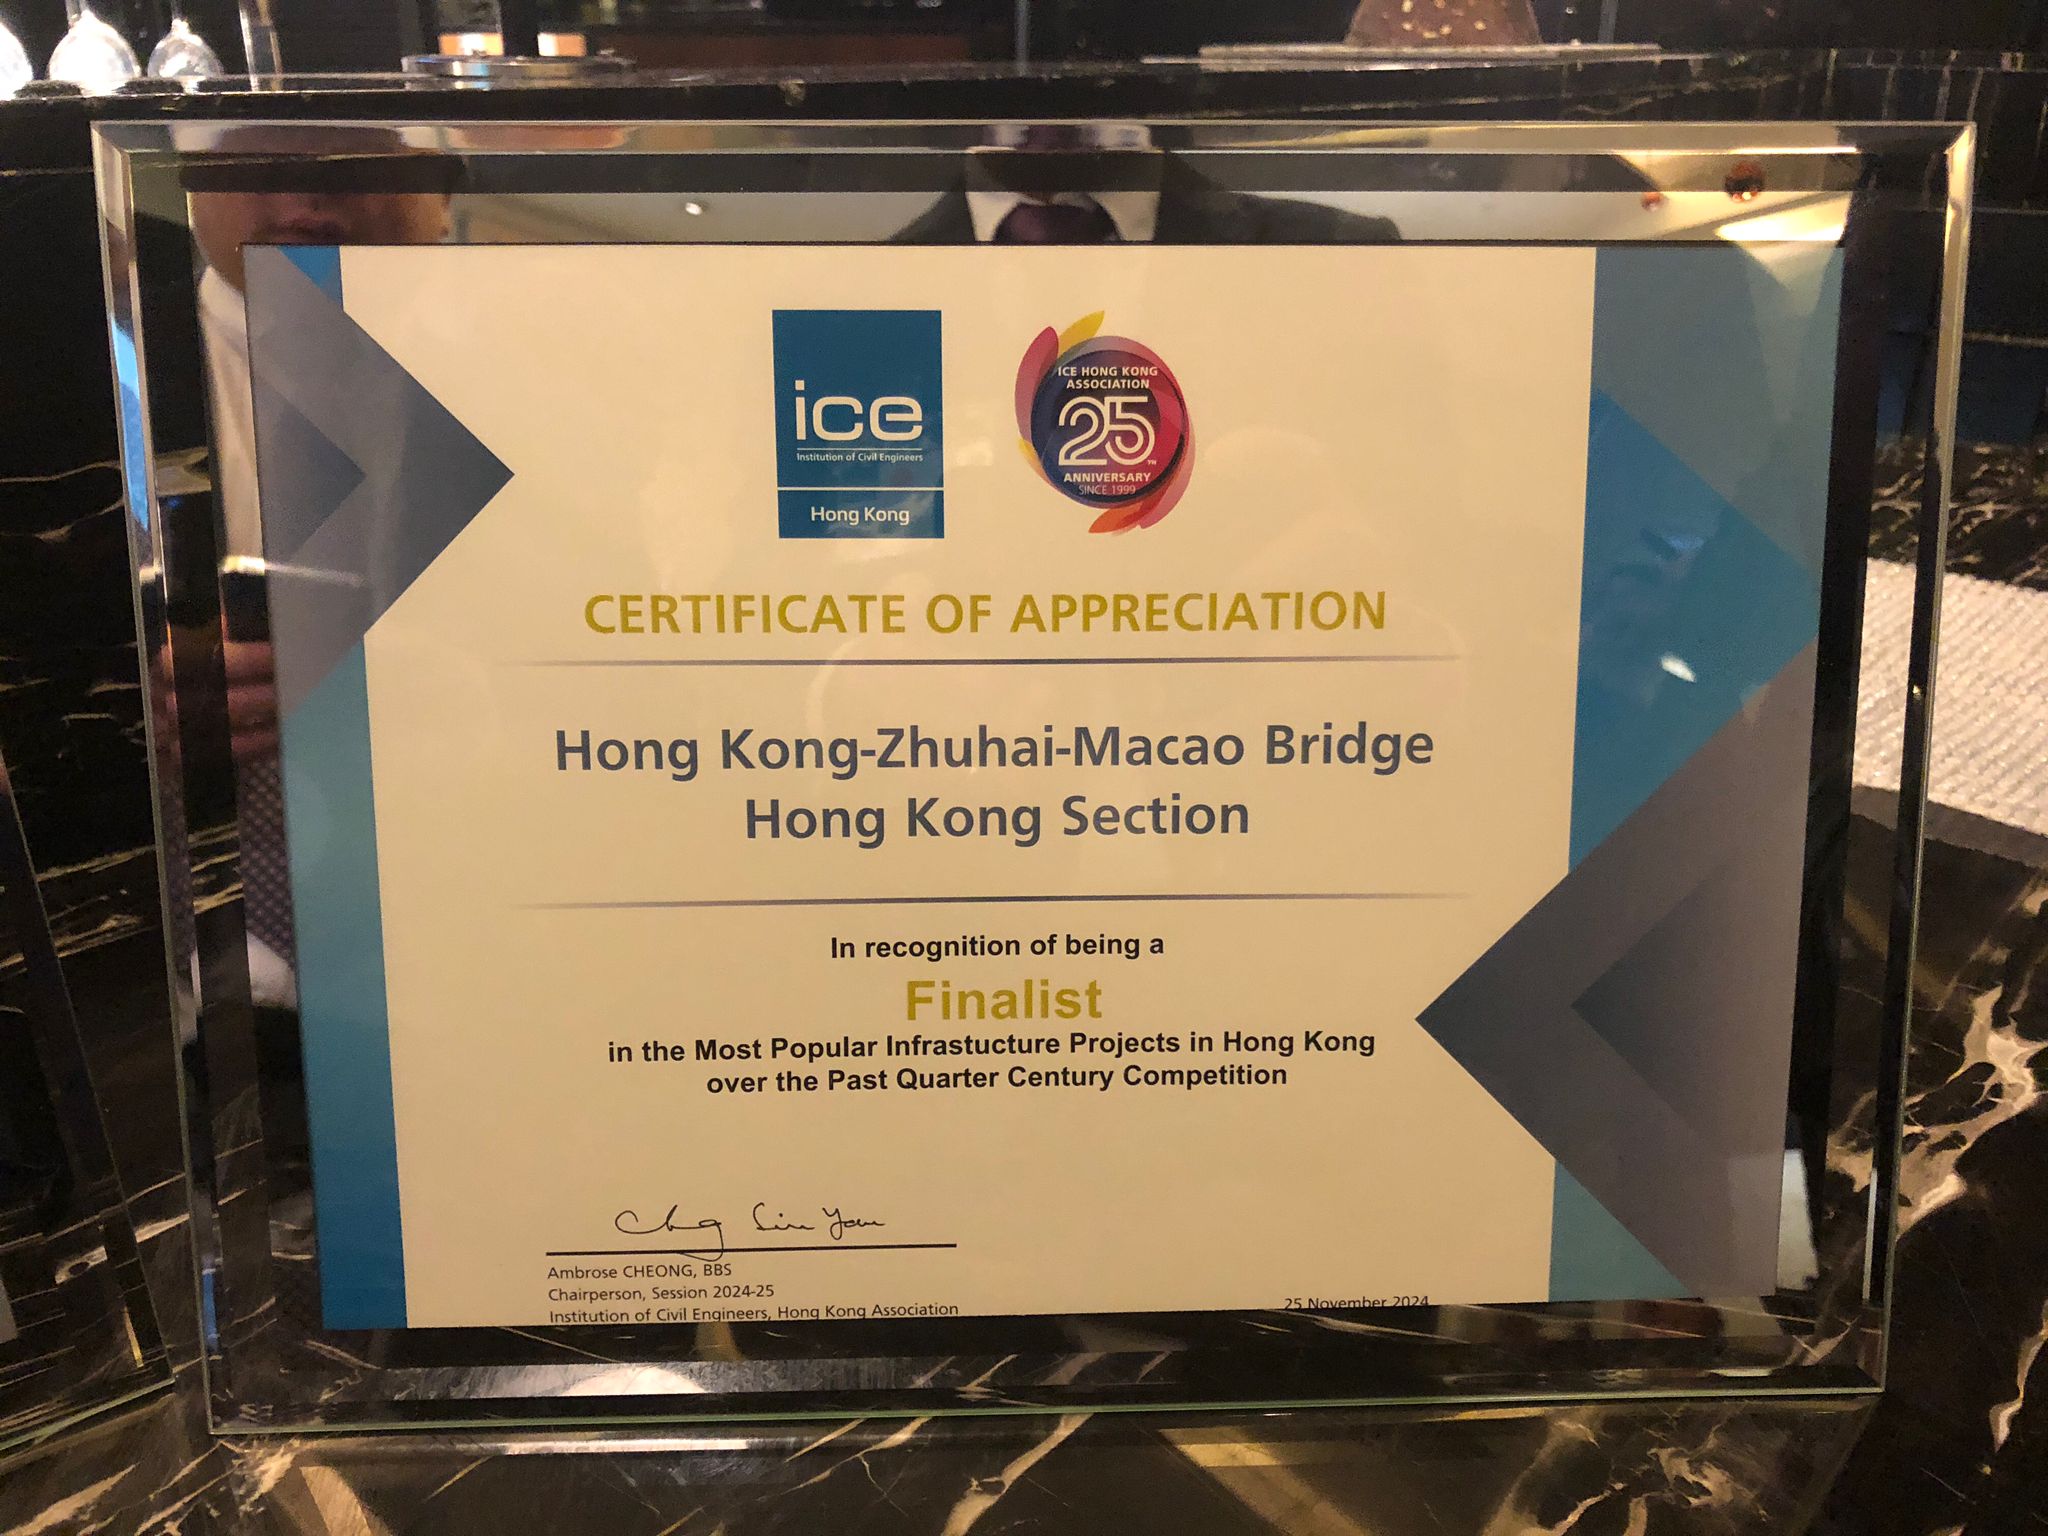 ice
Institution of Civil Engineers
Hong Kong
ICE HONG KONG
ASSOCIATION
25
TM
ANNIVERSARY
SINCE 1999
CERTIFICATE OF APPRECIATION
Hong Kong-Zhuhai-Macao Bridge
Hong Kong Section
In recognition of being a
Finalist
in the Most Popular Infrastucture Projects in Hong Kong
over the Past Quarter Century Competition
Ambrose CHEONG, BBS
Chairperson, Session 2024-25
Institution of Civil Engineers, Hong Kong Association
25 November 2024